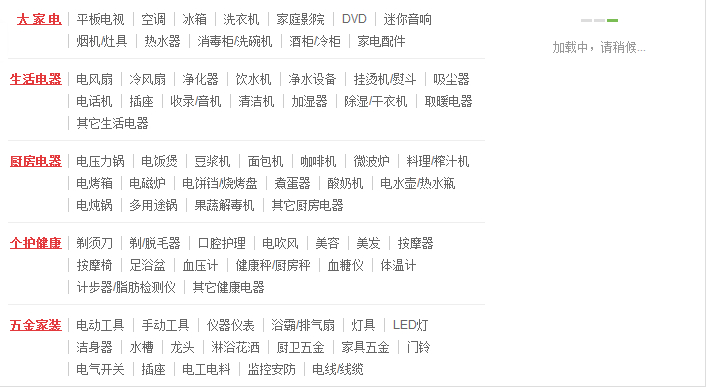 大 家 电 平板电视 空调 冰箱 洗衣机 家庭影院 DVD 迷你音响
烟机/灶具 热水器 消毒柜/洗碗机 酒柜/冷柜 家电配件
生活电器 电风扇 冷风扇 净化器 饮水机 净水设备 挂烫机/熨斗 吸尘器
电话机 插座 收录/音机 清洁机 加湿器 除湿/干衣机 取暖电器
其它生活电器
厨房电器 电压力锅 电饭煲 豆浆机 面包机 咖啡机 微波炉 料理/榨汁机
电烤箱 电磁炉 电饼铛/烧烤盘 煮蛋器 酸奶机 电水壶/热水瓶
电炖锅 多用途锅 果蔬解毒机 其它厨房电器
个护健康 剃须刀 剃/脱毛器 口腔护理 电吹风 美容 美发 按摩器
按摩椅 足浴盆 血压计 健康秤/厨房秤 血糖仪 体温计
计步器/脂肪检测仪 其它健康电器
五金家装 电动工具 手动工具 仪器仪表 浴霸/排气扇 灯具 LED灯
洁身器 水槽 龙头 淋浴花洒 厨卫五金 家具五金 门铃
电气开关 插座 电工电料 监控安防 电线/线缆
加载中，请稍候...